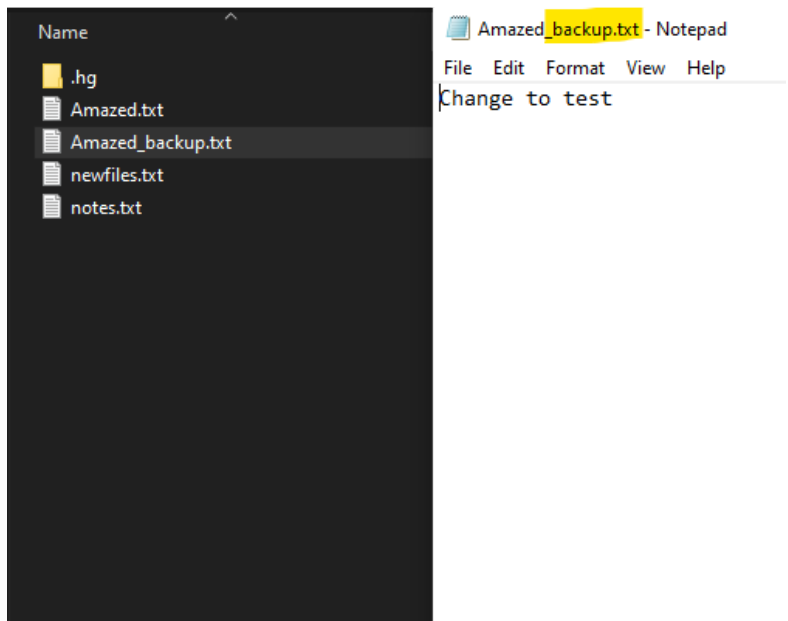 Name
.hg
Amazed.txt
Amazed_backup.txt
newfiles.txt
notes.txt
Amazed_backup.txt - Notepad
File Edit Format View Help
Change to test